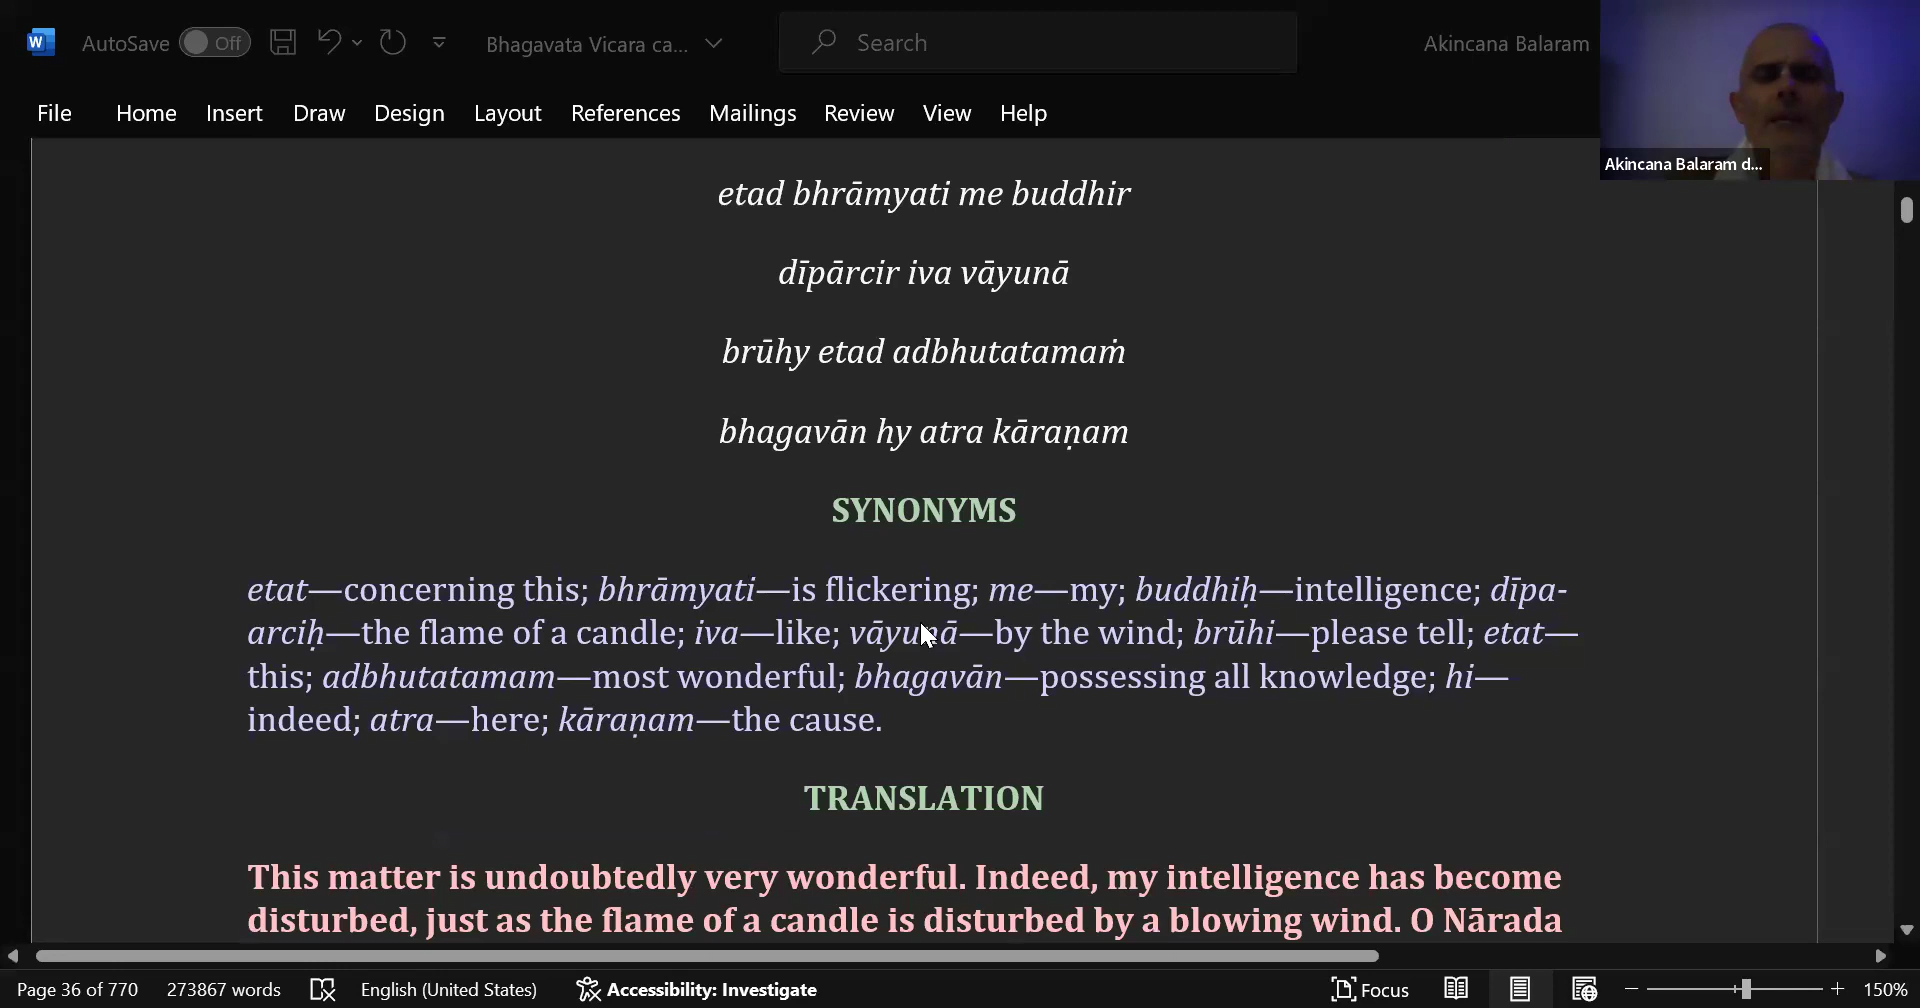 AutoSave Off Bhagavata Vicara ca... Search Akincana Balaram
File Home Insert Draw Design Layout References Mailings Review View Help
Akincana Balaram d...
etad bhrāmyati me buddhir
dīpārcir iva vāyunā
brūhy etad adbhutatamaṁ
bhagavān hy atra kāraṇam
SYNONYMS
etat—concerning this; bhrāmyati—is flickering; me—my; buddhiḥ—intelligence; dīpa-
arciḥ—the flame of a candle; iva—like; vāyunā—by the wind; brūhi—please tell; etat—
this; adbhutatamam—most wonderful; bhagavān—possessing all knowledge; hi—
indeed; atra—here; kāraṇam—the cause.
TRANSLATION
This matter is undoubtedly very wonderful. Indeed, my intelligence has become
disturbed, just as the flame of a candle is disturbed by a blowing wind. O Nārada
Page 36 of 770 273867 words English (United States) Accessibility: Investigate Focus 150%